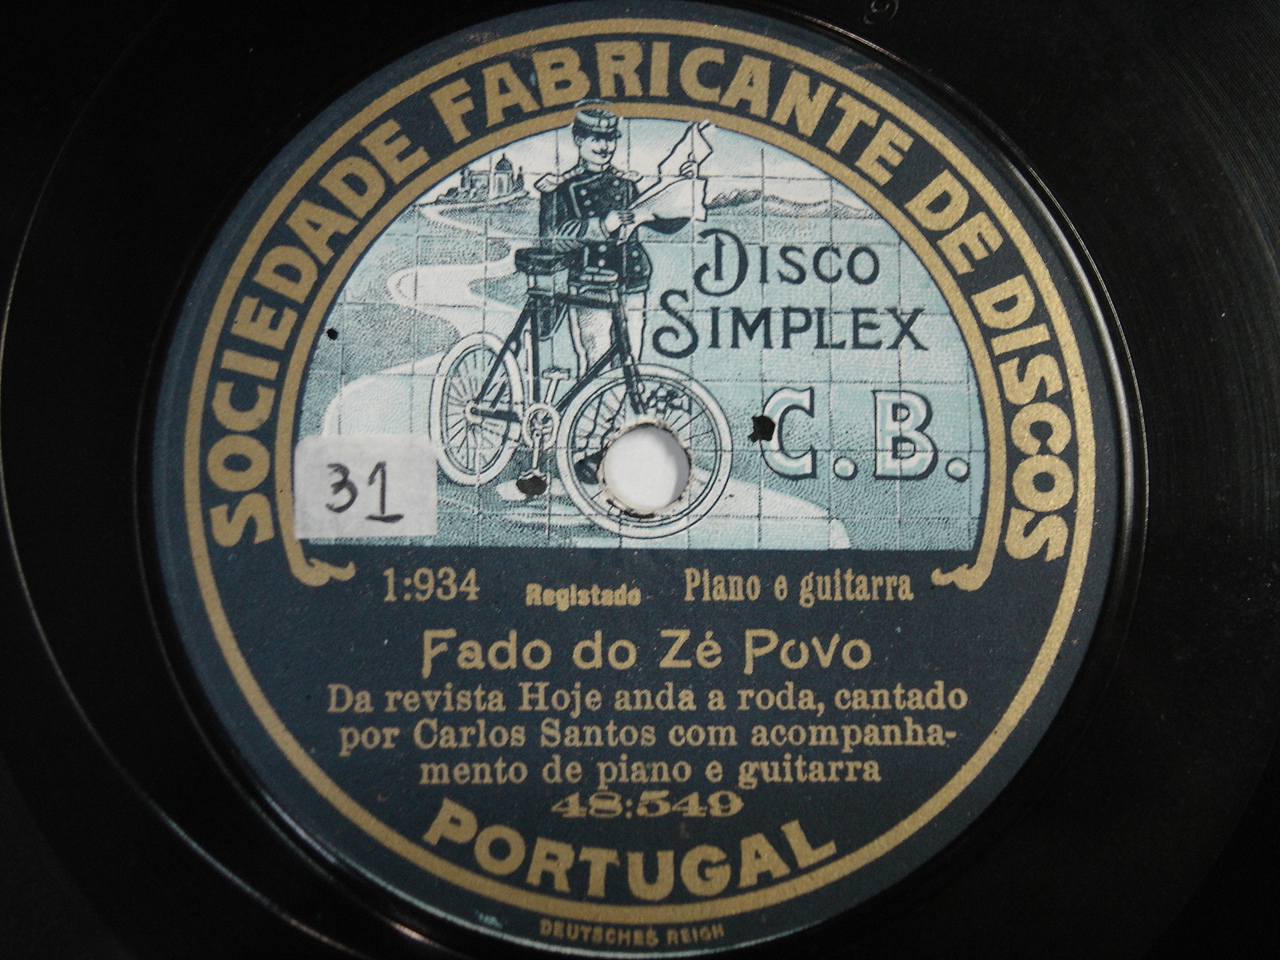 SOCIEDADE FABRICANTE DE DISCOS
DISCO
SIMPLEX
C.B.
31
1:934 Registado Piano e guitarra
Fado do Zé Povo
Da revista Hoje anda a roda, cantado
por Carlos Santos com acompanha-
mento de piano e guitarra
48:549
PORTUGAL
DEUTSCHES REICH